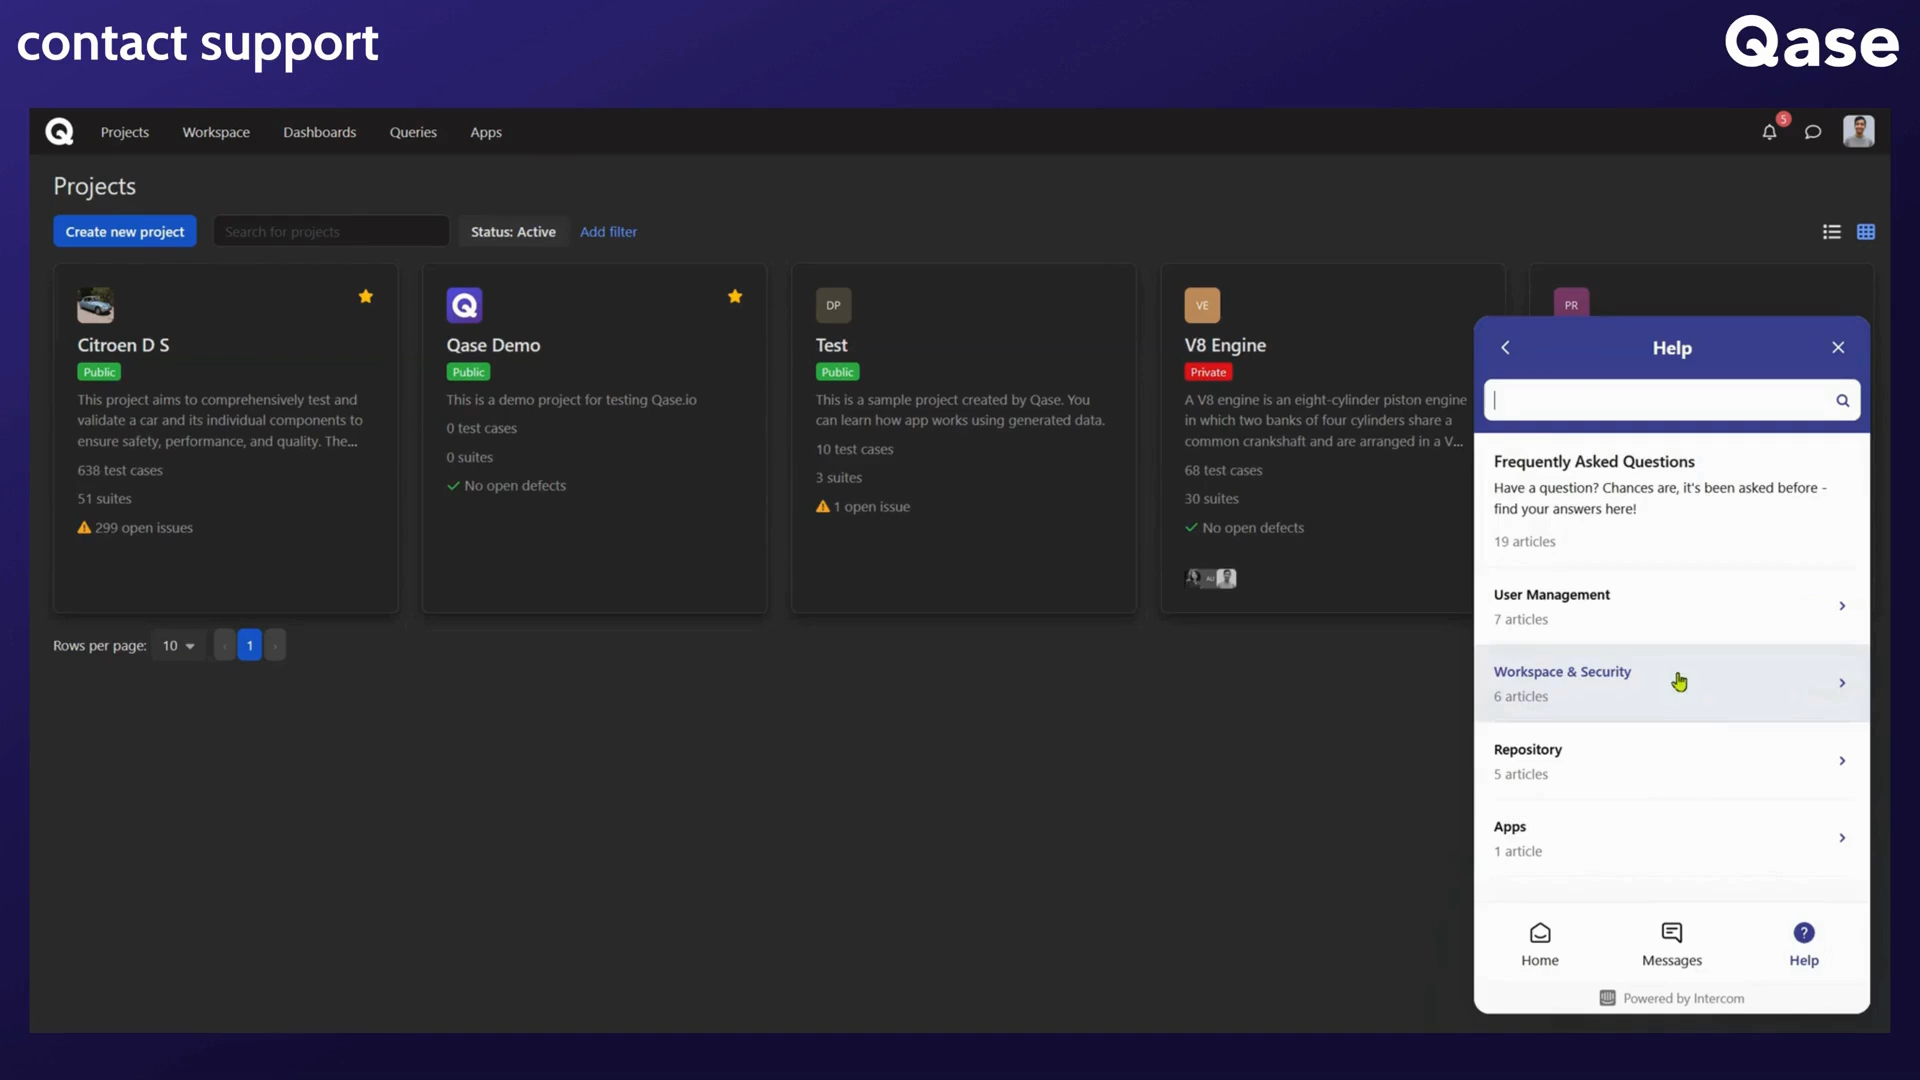 contact support
Qase
Projects
Workspace
Dashboards
Queries
Apps
5
Projects
Create new project
Search for projects
Status: Active
Add filter
Citroen D S
Public
This project aims to comprehensively test and
validate a car and its individual components to
ensure safety, performance, and quality. The...
638 test cases
51 suites
299 open issues
Qase Demo
Public
This is a demo project for testing Qase.io
0 test cases
0 suites
No open defects
DP
Test
Public
This is a sample project created by Qase. You
can learn how app works using generated data.
10 test cases
3 suites
1 open issue
VE
V8 Engine
Private
A V8 engine is an eight-cylinder piston engine
in which two banks of four cylinders share a
common crankshaft and are arranged in a V...
68 test cases
30 suites
No open defects
ALI
PR
Rows per page:
10
1
Help
Frequently Asked Questions
Have a question? Chances are, it's been asked before -
find your answers here!
19 articles
User Management
7 articles
Workspace & Security
6 articles
Repository
5 articles
Apps
1 article
Home
Messages
Help
Powered by Intercom